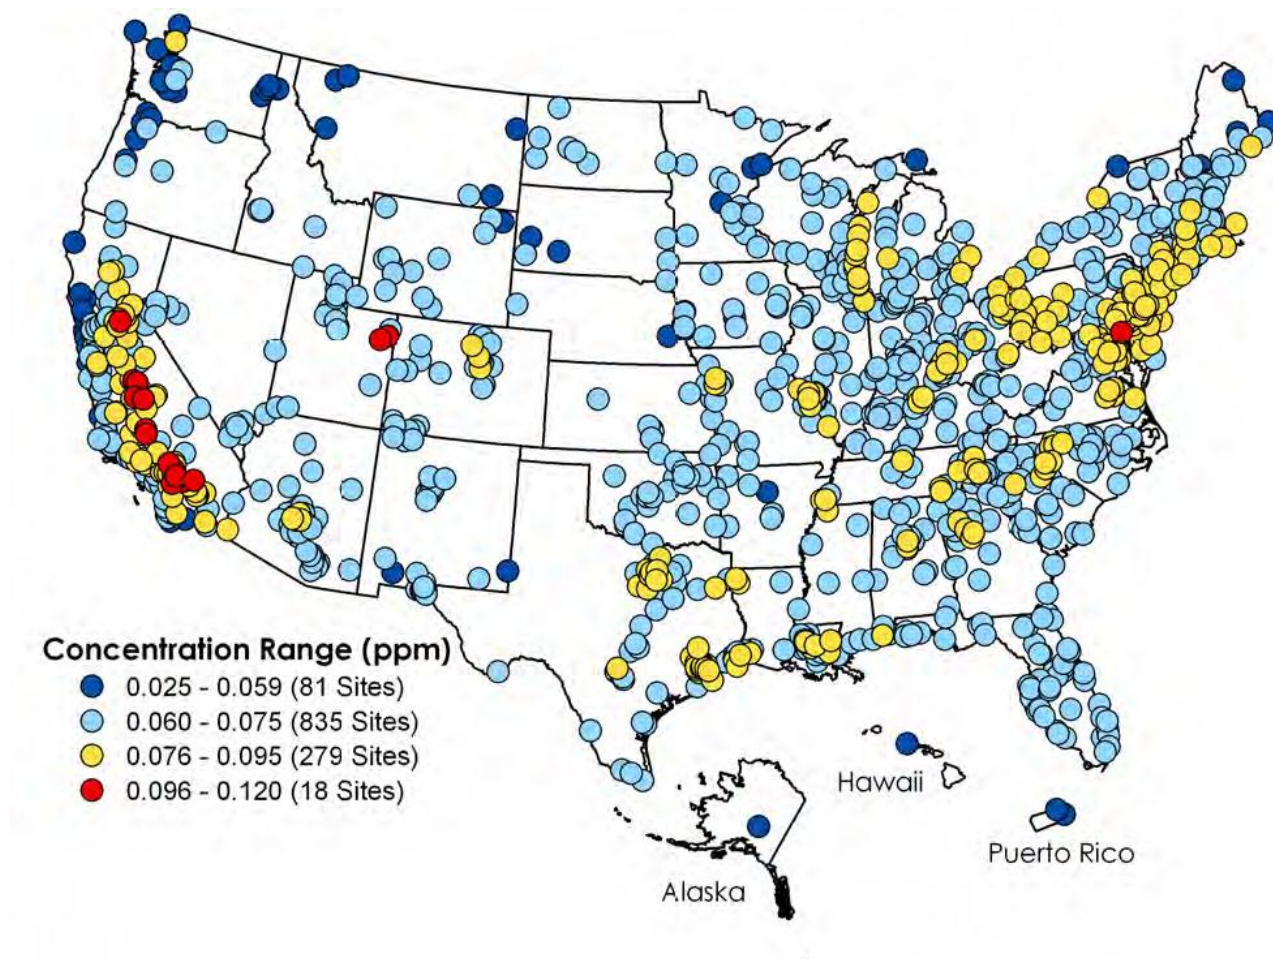 Concentration Range (ppm)
0.025 - 0.059 (81 Sites)
0.060 - 0.075 (835 Sites)
0.076 - 0.095 (279 Sites)
0.096 - 0.120 (18 Sites)
Hawaii
Puerto Rico
Alaska